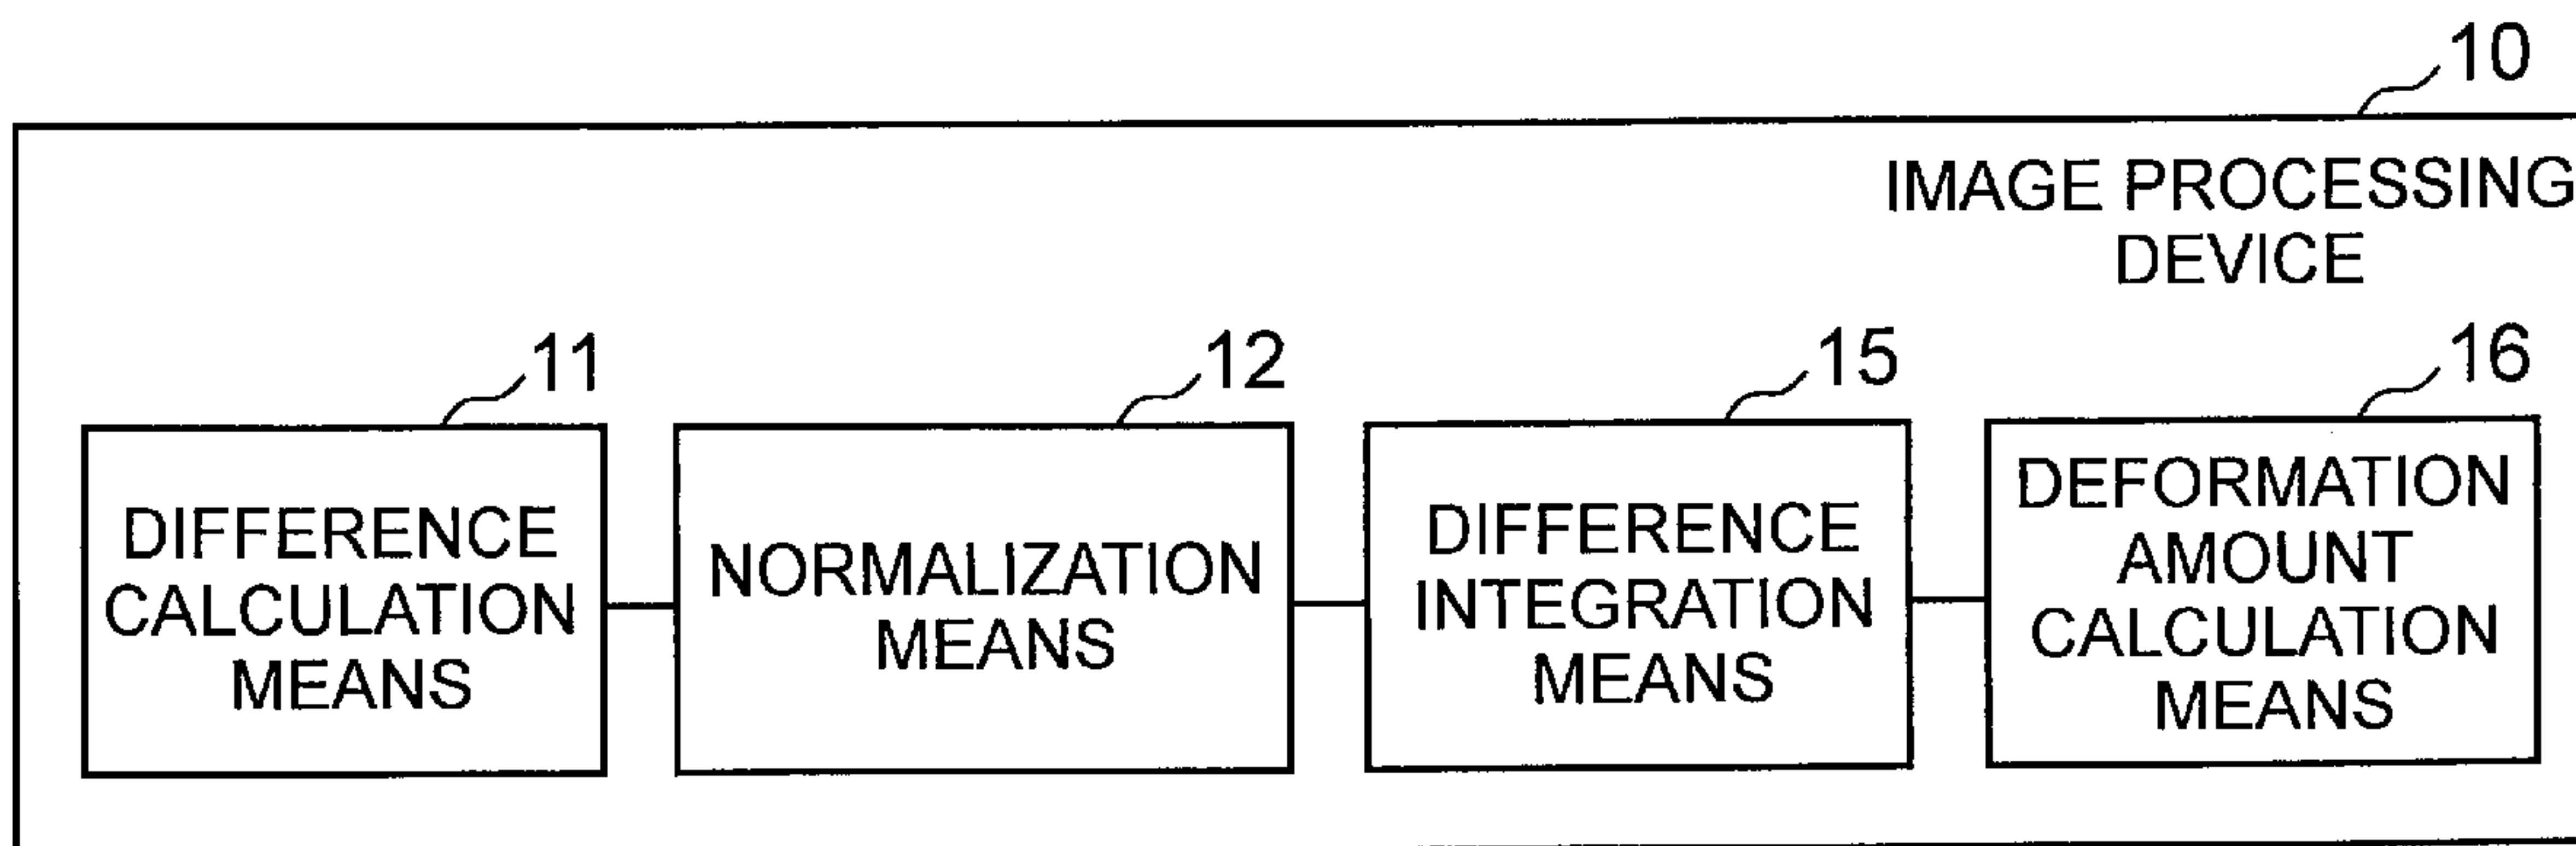 10
IMAGE PROCESSING
DEVICE
11
DIFFERENCE
CALCULATION
MEANS
12
NORMALIZATION
MEANS
15
DIFFERENCE
INTEGRATION
MEANS
16
DEFORMATION
AMOUNT
CALCULATION
MEANS